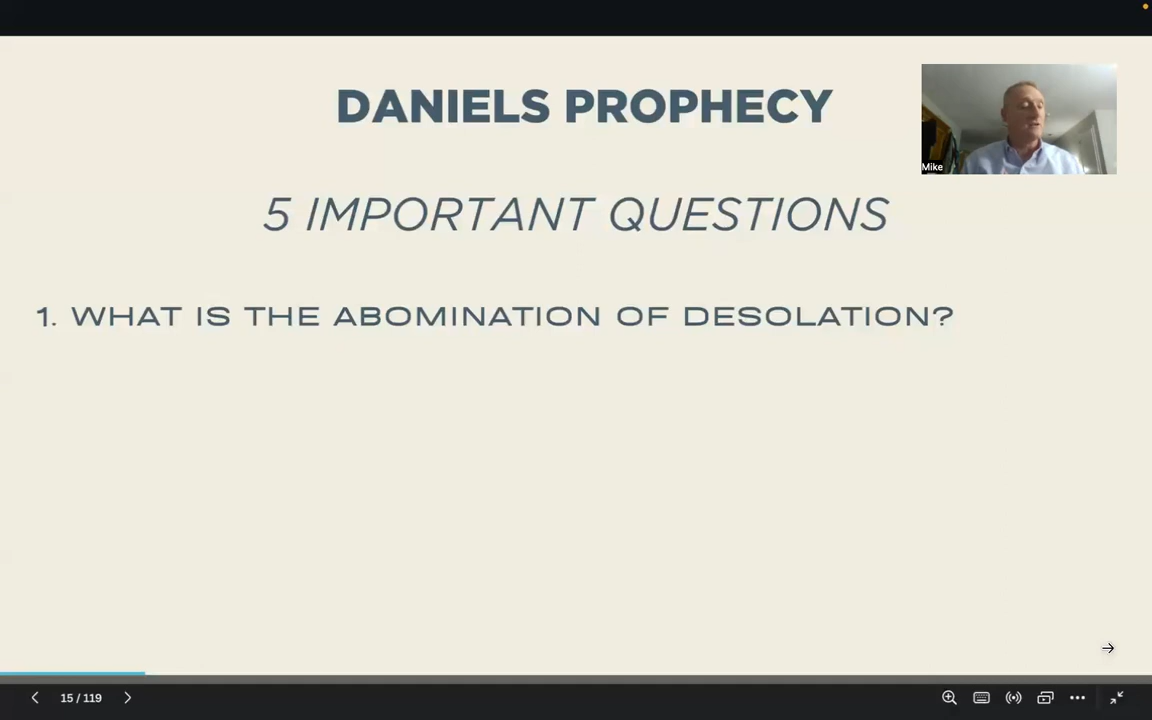 DANIELS PROPHECY
Mike
5 IMPORTANT QUESTIONS
1. WHAT IS THE ABOMINATION OF DESOLATION?
15 / 119